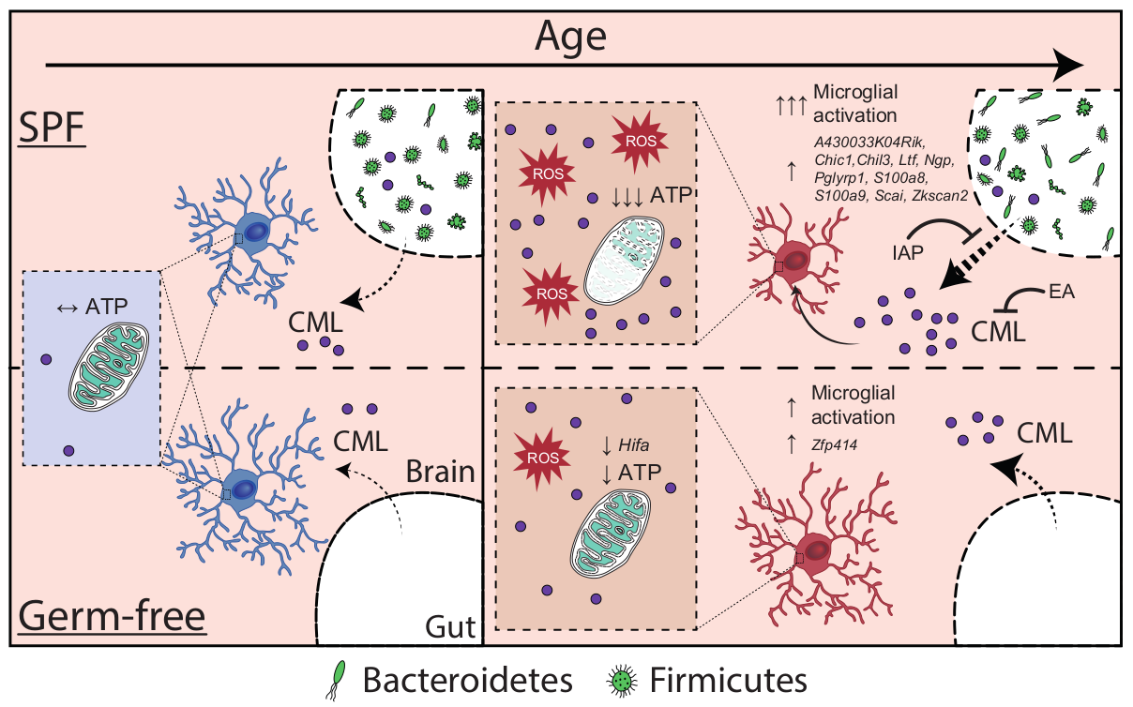 Age
SPF
↔ ATP
CML
ROS
ROS
ROS
↓↓↓ ATP
↑↑↑ Microglial
activation
↑ A430033K04Rik,
Chic1,Chil3, Ltf, Ngp,
Pglyrp1, S100a8,
S100a9, Scai, Zkscan2
IAP
EA
CML
CML
Brain
Germ-free
Gut
ROS
↓ Hifa
↓ ATP
↑ Microglial
activation
↑ Zfp414
CML
Bacteroidetes Firmicutes